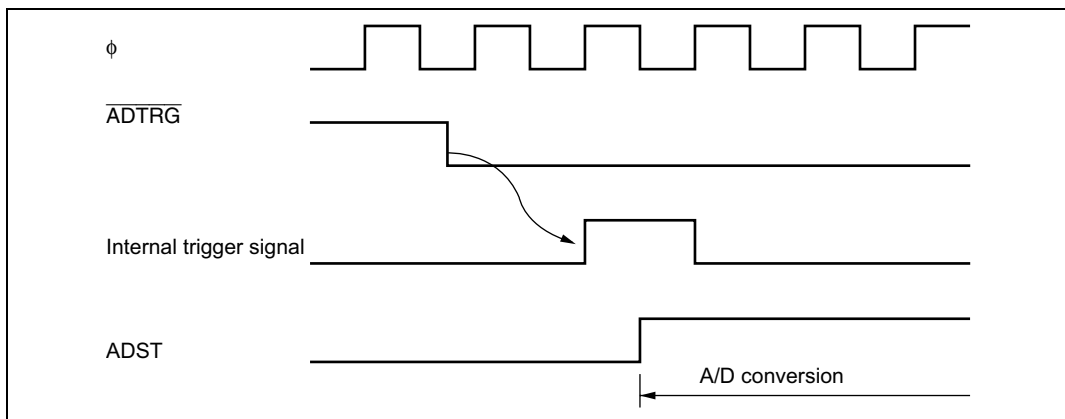 ϕ
ADTRG
Internal trigger signal
ADST
A/D conversion